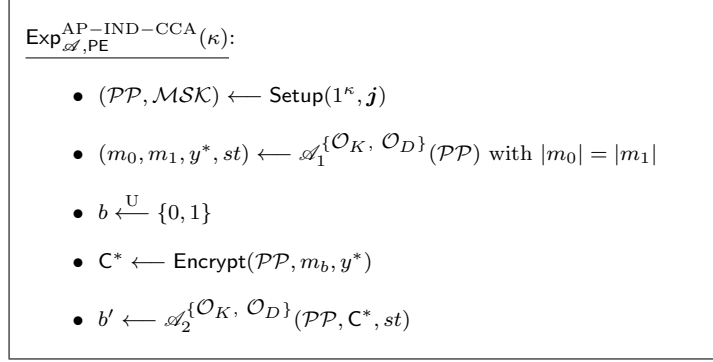 Exp^{AP−IND−CCA}_{𝒜,PE}(κ):
• (𝒫𝒫, ℳ𝒮𝒦) ⟵ Setup(1^κ, 𝒋)
• (m_0, m_1, y^*, st) ⟵ 𝒜_1^{{𝒪_K, 𝒪_D}}(𝒫𝒫) with |m_0| = |m_1|
• b ⟵^U {0, 1}
• C^* ⟵ Encrypt(𝒫𝒫, m_b, y^*)
• b′ ⟵ 𝒜_2^{{𝒪_K, 𝒪_D}}(𝒫𝒫, C^*, st)